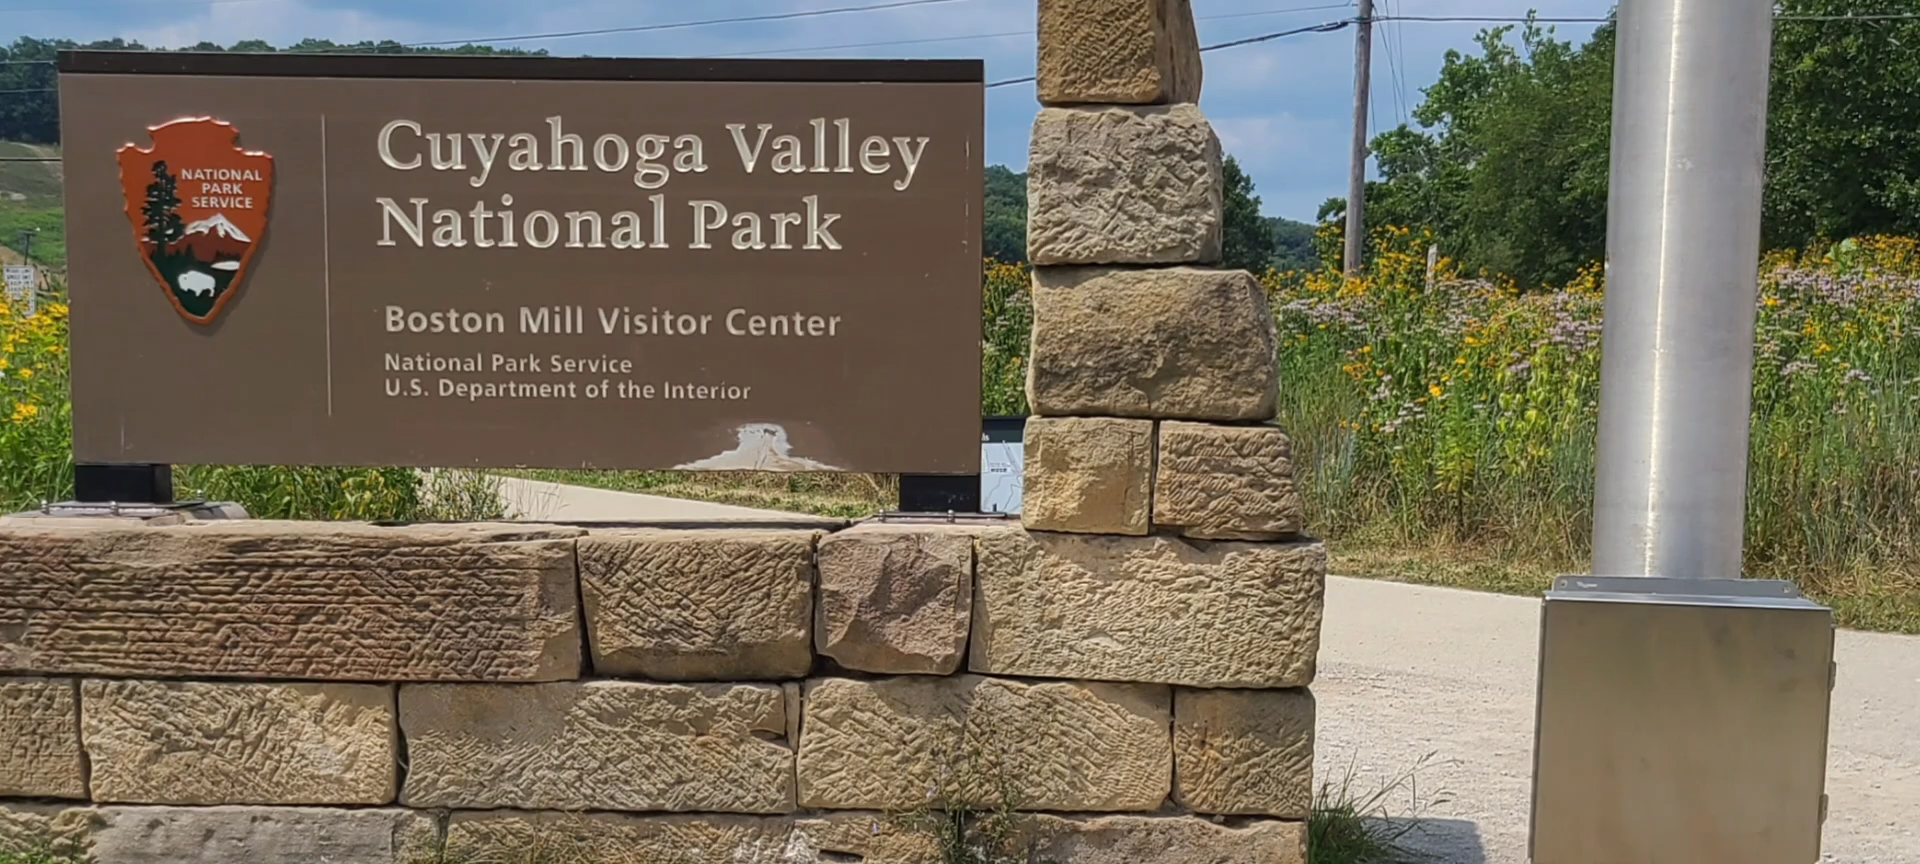 NATIONAL
PARK
SERVICE
Cuyahoga Valley
National Park
Boston Mill Visitor Center
National Park Service
U.S. Department of the Interior